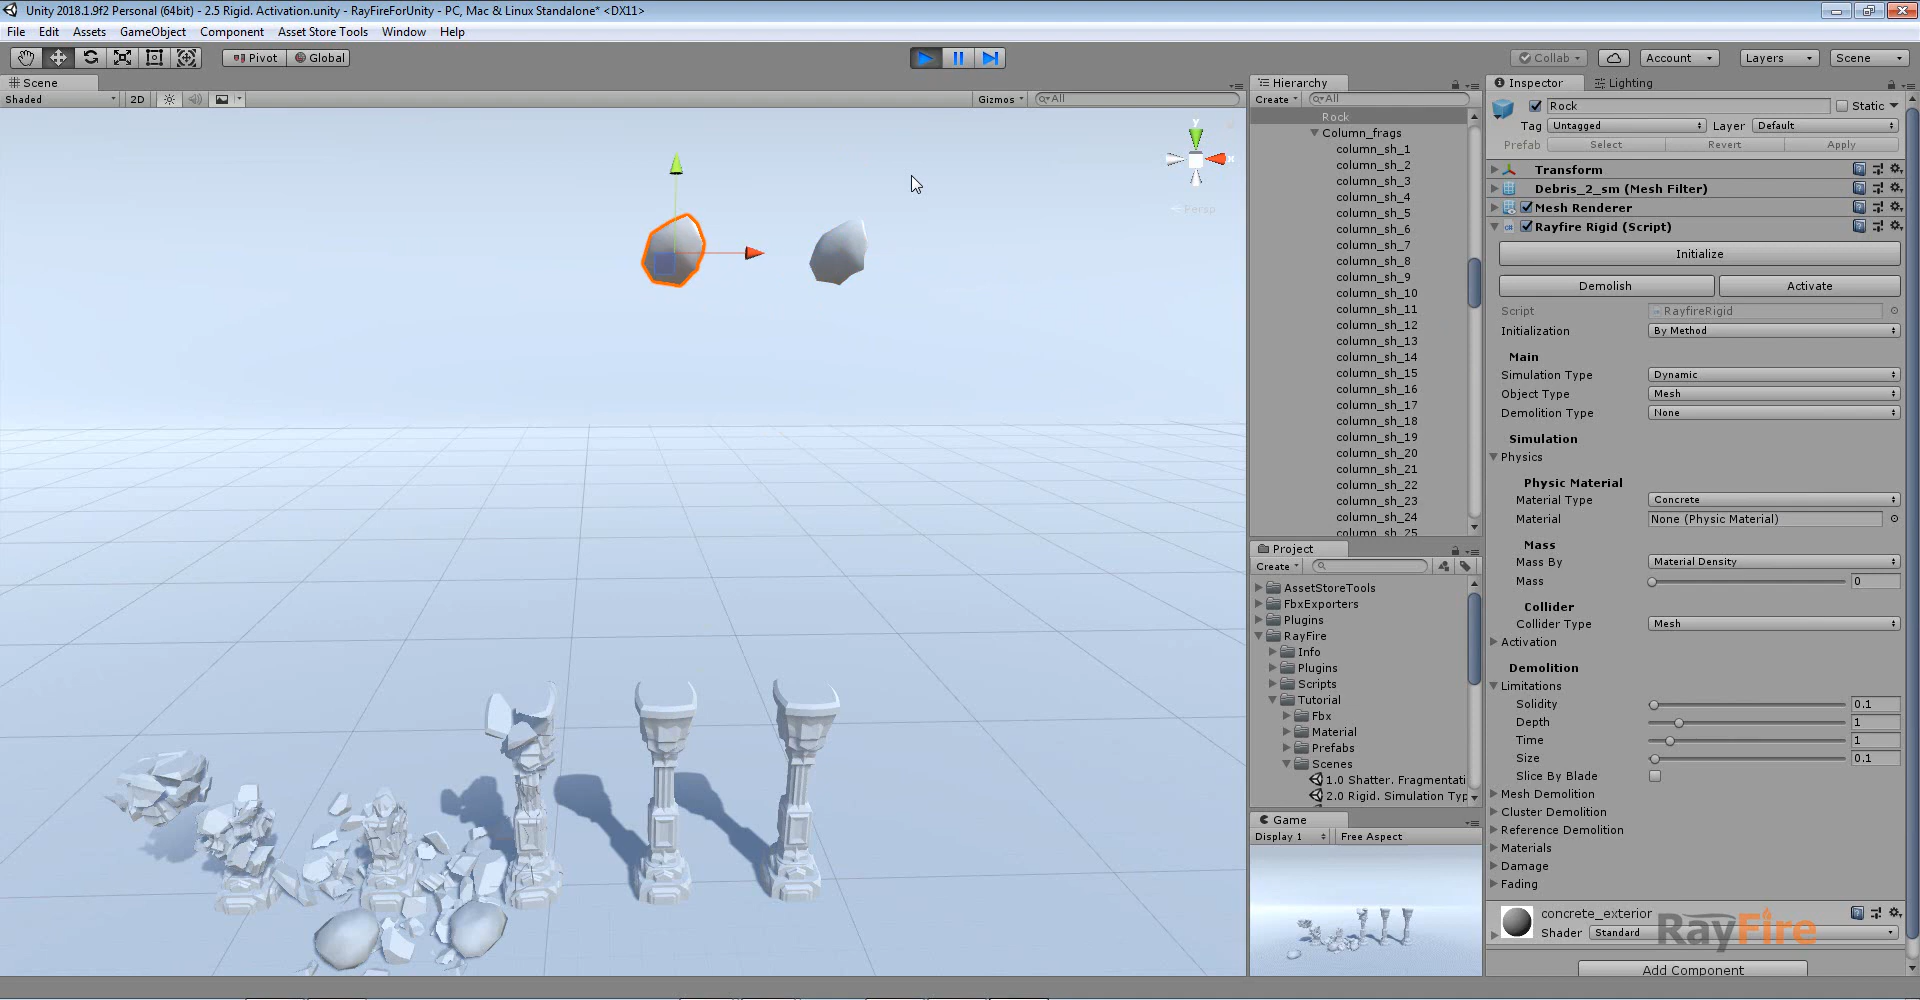 Unity 2018.1.9f2 Personal (64bit) - 2.5 Rigid. Activation.unity - RayFireForUnity - PC, Mac & Linux Standalone* <DX11>
File Edit Assets GameObject Component Asset Store Tools Window Help
Pivot Global Collab Account Layers Scene
Scene
Shaded 2D Gizmos All
y
x
Persp
Hierarchy
Create All
Rock
Column_frags
column_sh_1
column_sh_2
column_sh_3
column_sh_4
column_sh_5
column_sh_6
column_sh_7
column_sh_8
column_sh_9
column_sh_10
column_sh_11
column_sh_12
column_sh_13
column_sh_14
column_sh_15
column_sh_16
column_sh_17
column_sh_18
column_sh_19
column_sh_20
column_sh_21
column_sh_22
column_sh_23
column_sh_24
column_sh_25
Project
Create
AssetStoreTools
FbxExporters
Plugins
RayFire
Info
Plugins
Scripts
Tutorial
Fbx
Material
Prefabs
Scenes
1.0 Shatter. Fragmentati
2.0 Rigid. Simulation Typ
Game
Display 1 Free Aspect
Inspector Lighting
Rock Static
Tag Untagged Layer Default
Prefab Select Revert Apply
Transform
Debris_2_sm (Mesh Filter)
Mesh Renderer
Rayfire Rigid (Script)
Initialize
Demolish Activate
Script RayfireRigid
Initialization By Method
Main
Simulation Type Dynamic
Object Type Mesh
Demolition Type None
Simulation
Physics
Physic Material
Material Type Concrete
Material None (Physic Material)
Mass
Mass By Material Density
Mass 0
Collider
Collider Type Mesh
Activation
Demolition
Limitations
Solidity 0.1
Depth 1
Time 1
Size 0.1
Slice By Blade
Mesh Demolition
Cluster Demolition
Reference Demolition
Materials
Damage
Fading
concrete_exterior
Shader Standard
RayFire
Add Component